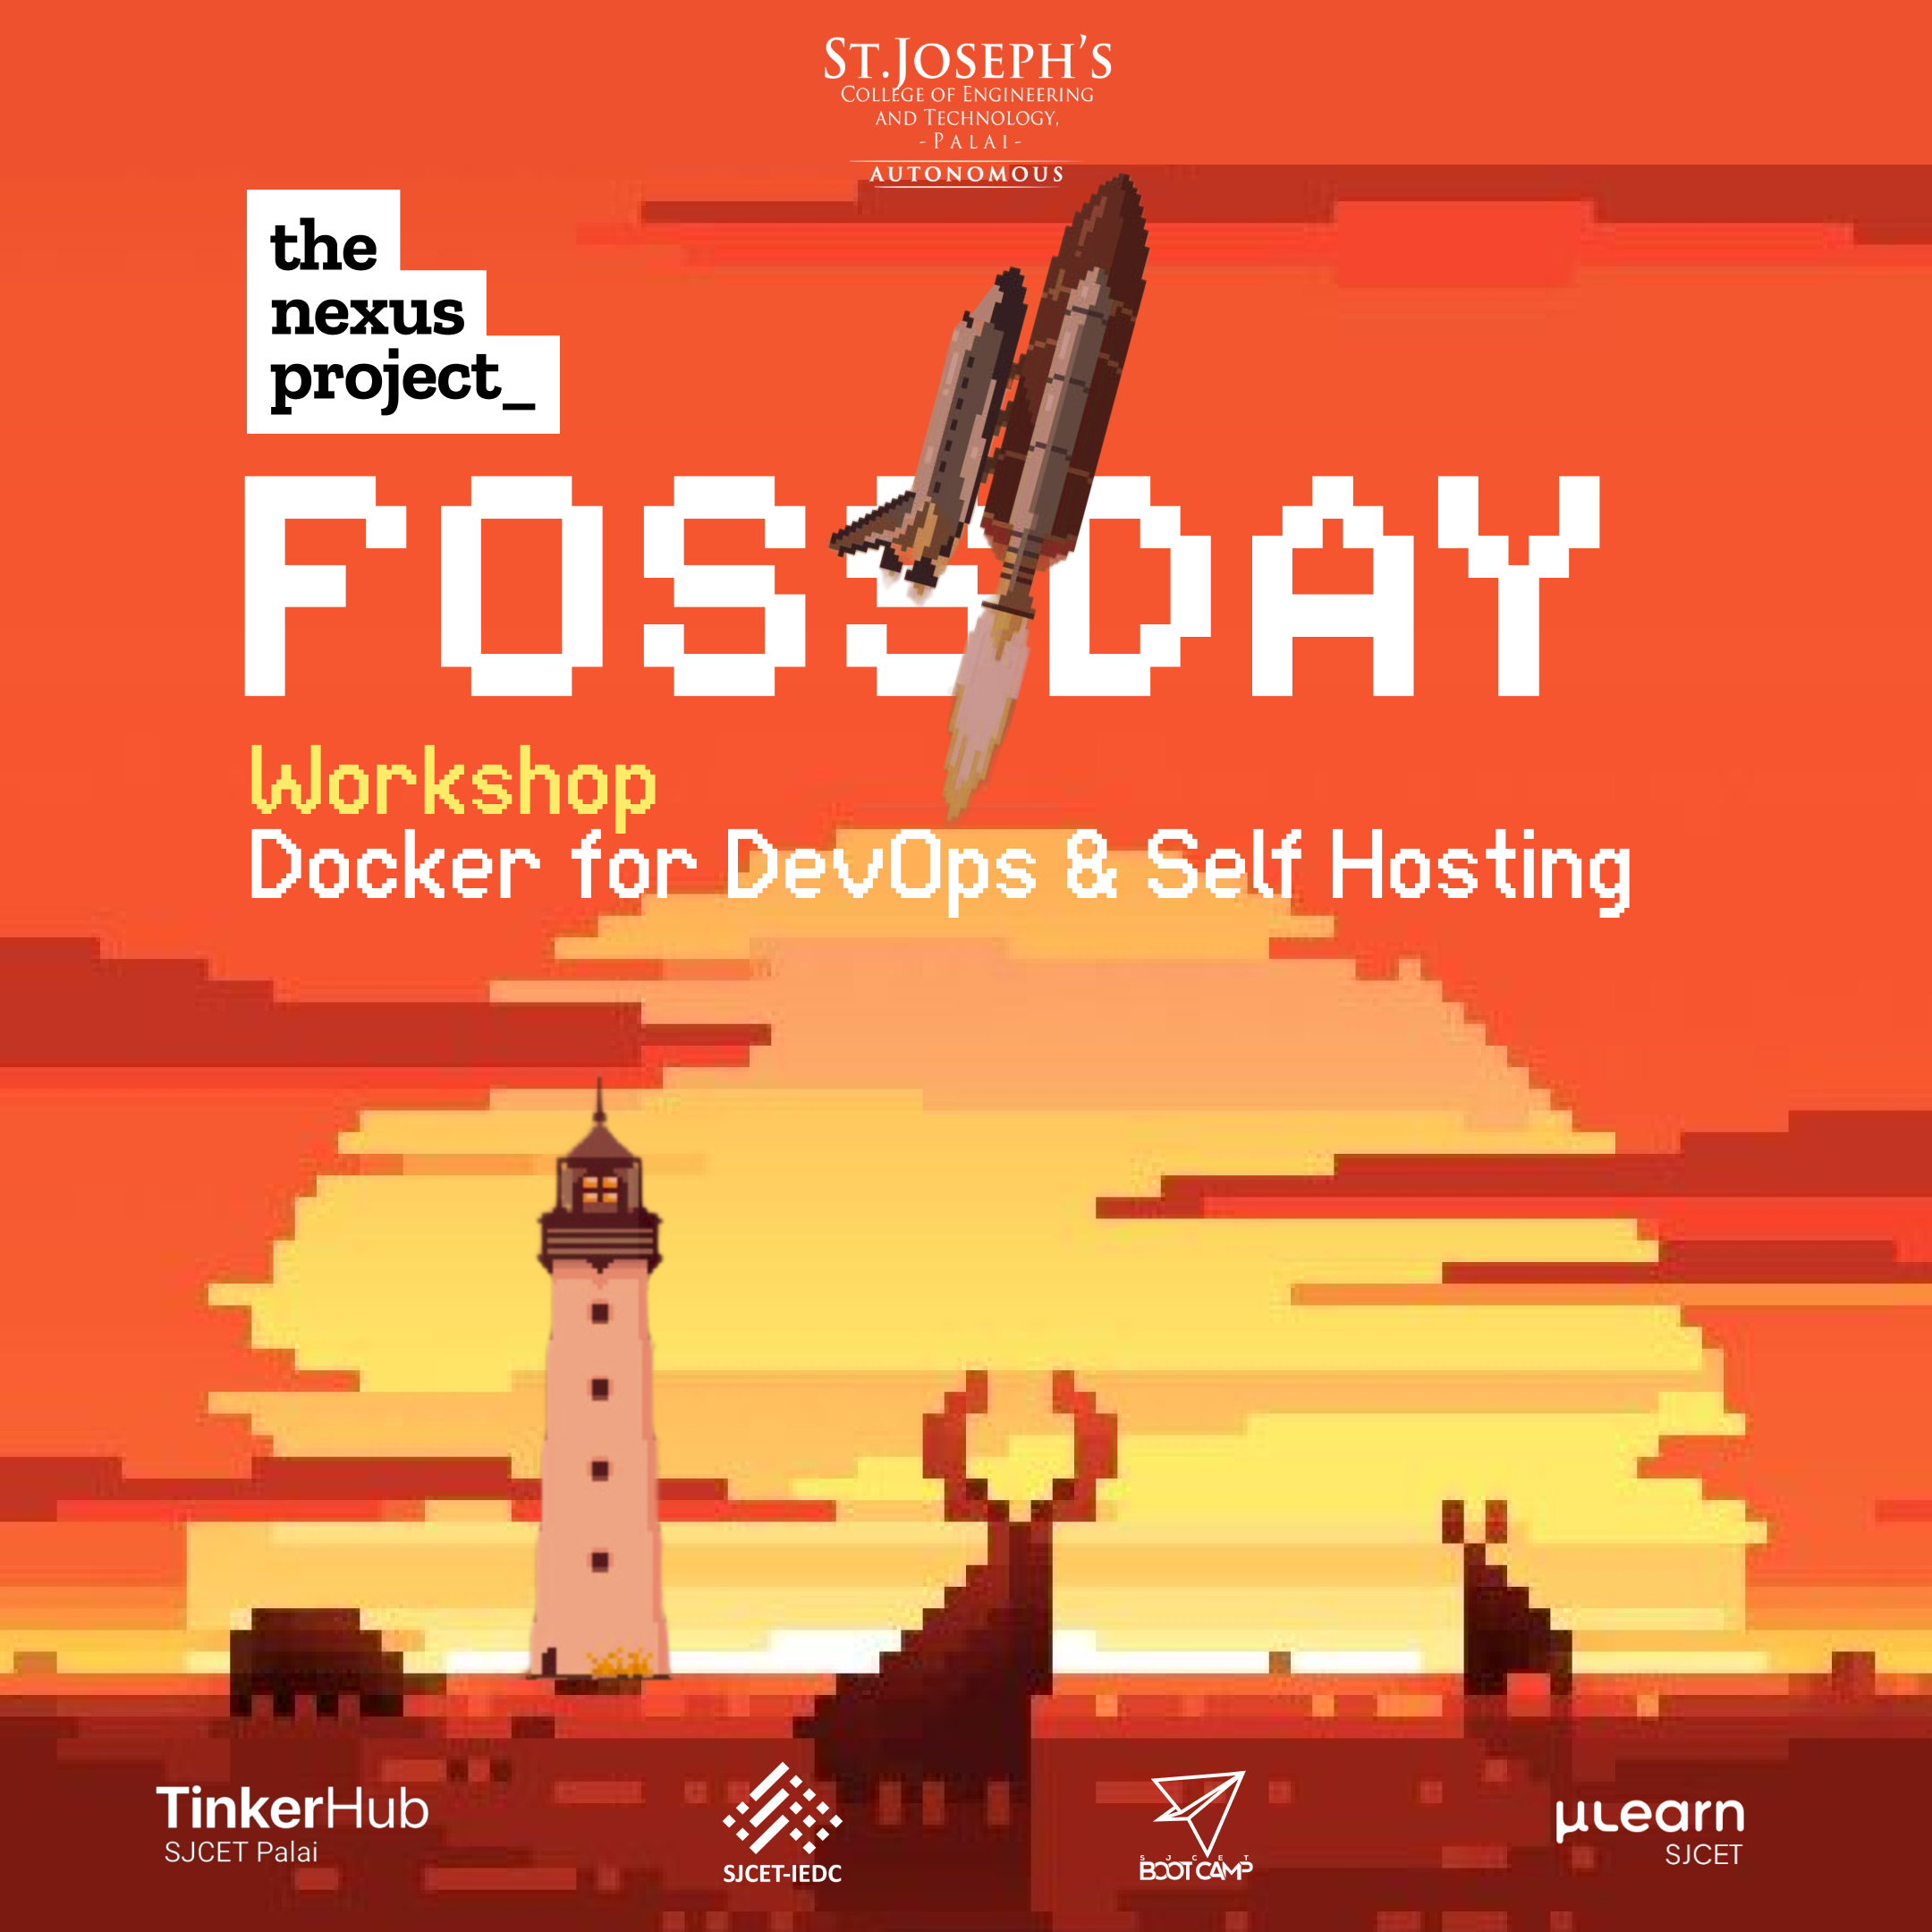 ST.JOSEPH'S
COLLEGE OF ENGINEERING
AND TECHNOLOGY,
- PALAI -
AUTONOMOUS
the
nexus
project_
FOSSDAY
Workshop
Docker for DevOps & Self Hosting
TinkerHub
SJCET Palai
SJCET-IEDC
SJCET
BOOTCAMP
µLearn
SJCET